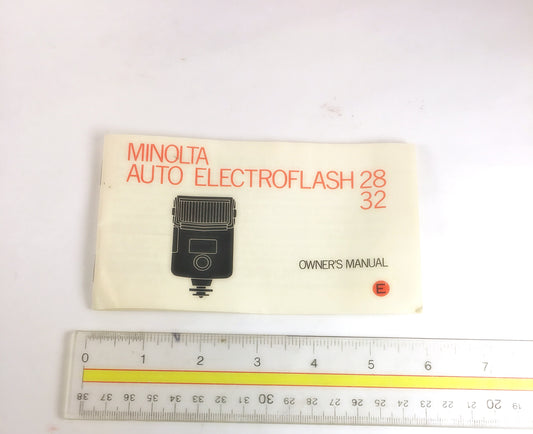 MINOLTA
AUTO ELECTROFLASH 28
32
OWNER'S MANUAL
E
0 1 2 3 4 5 6 7
38 37 36 35 34 33 32 31 30 29 28 27 26 25 24 23 22 21 20 19